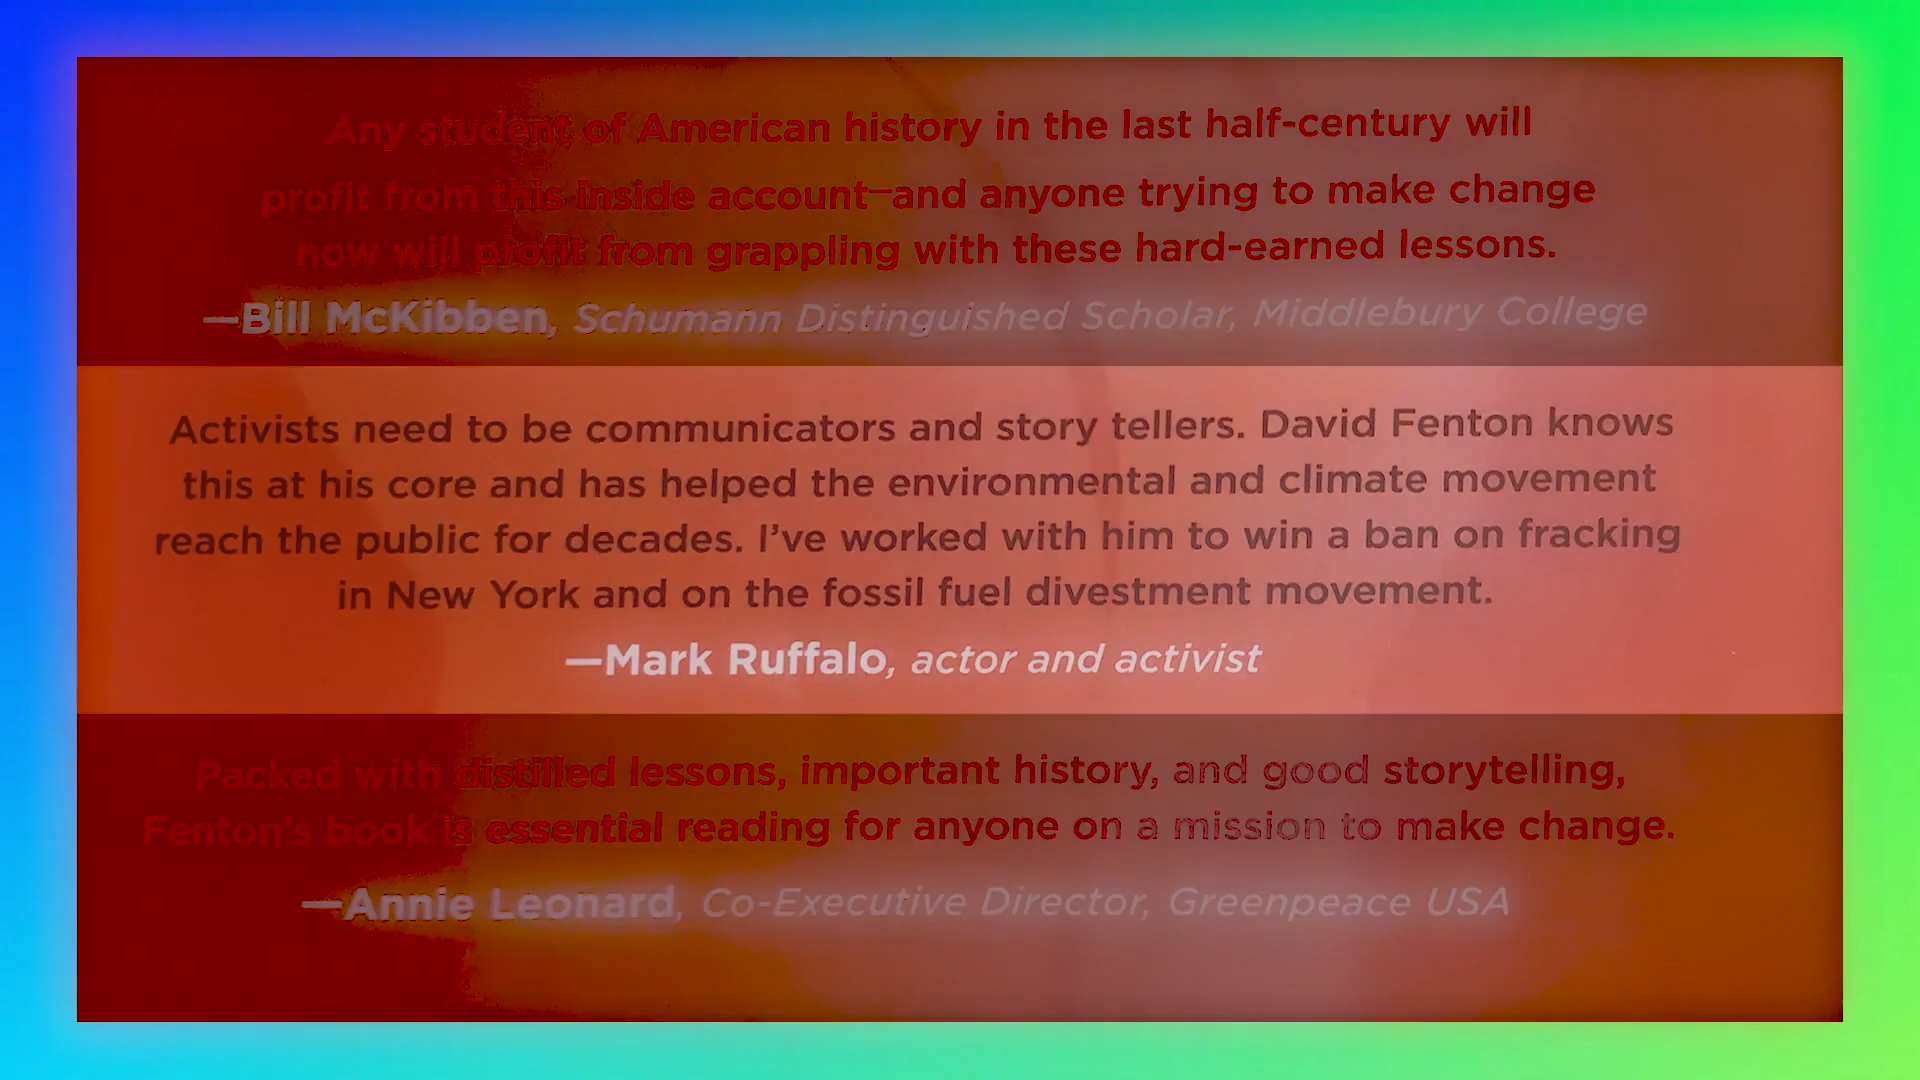 Any student of American history in the last half-century will
profit from this inside account—and anyone trying to make change
now will profit from grappling with these hard-earned lessons.
—Bill McKibben, Schumann Distinguished Scholar, Middlebury College
Activists need to be communicators and story tellers. David Fenton knows
this at his core and has helped the environmental and climate movement
reach the public for decades. I’ve worked with him to win a ban on fracking
in New York and on the fossil fuel divestment movement.
—Mark Ruffalo, actor and activist
Packed with distilled lessons, important history, and good storytelling,
Fenton’s book is essential reading for anyone on a mission to make change.
—Annie Leonard, Co-Executive Director, Greenpeace USA